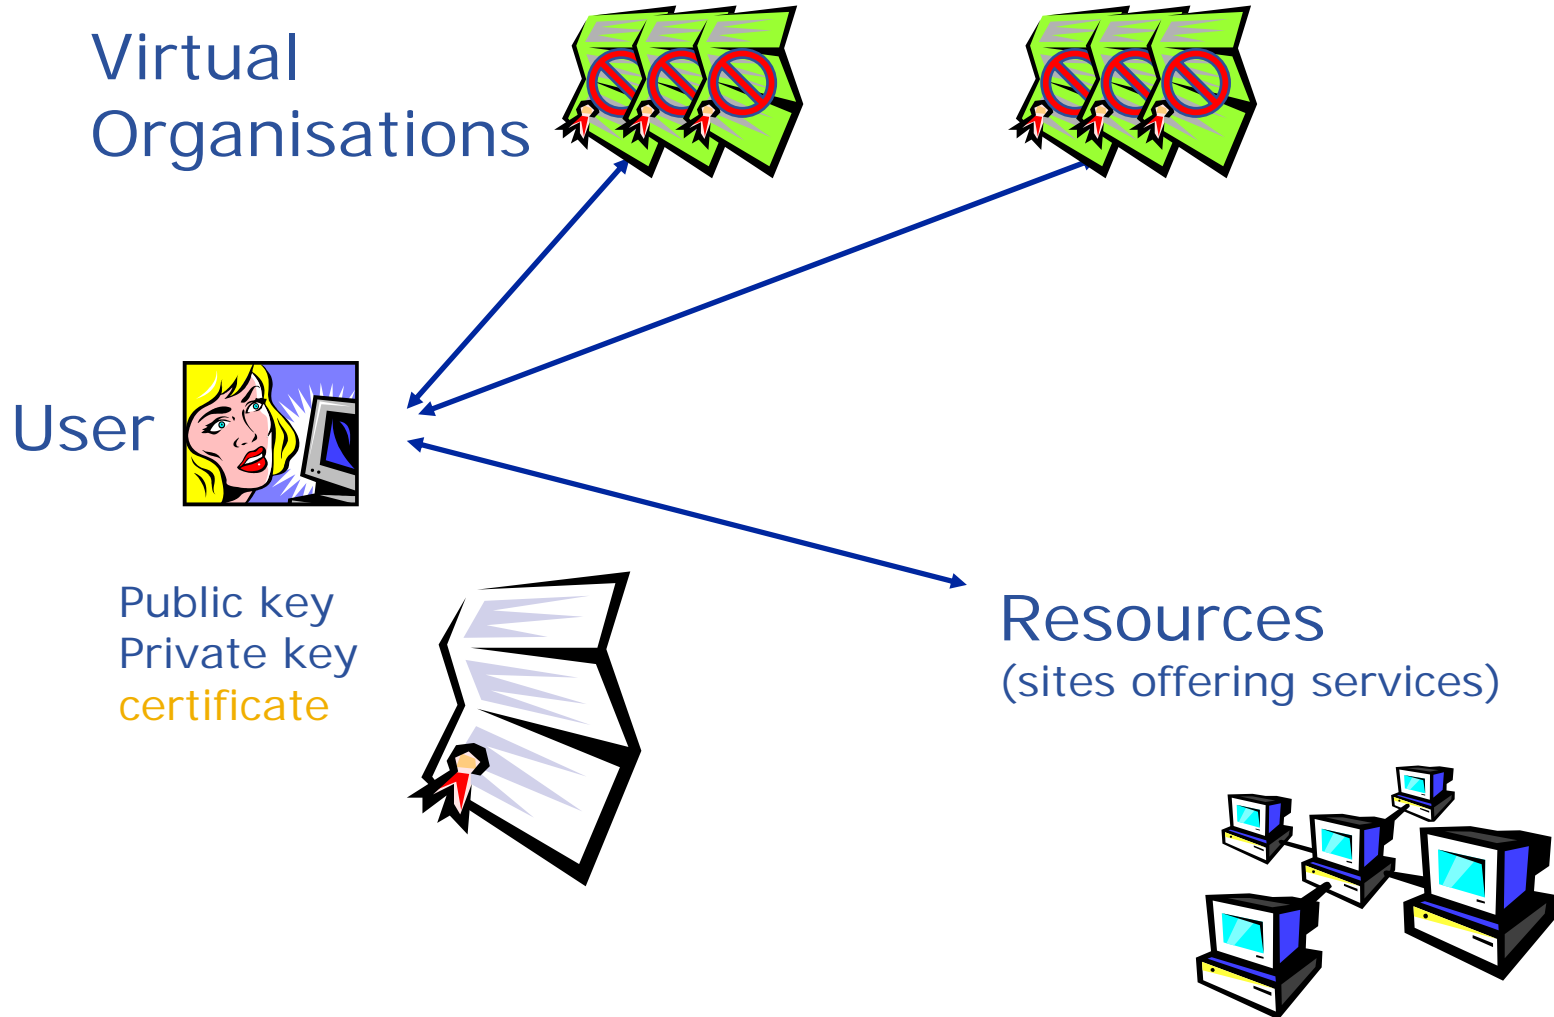 Virtual
Organisations
User
Public key
Private key
certificate
Resources
(sites offering services)